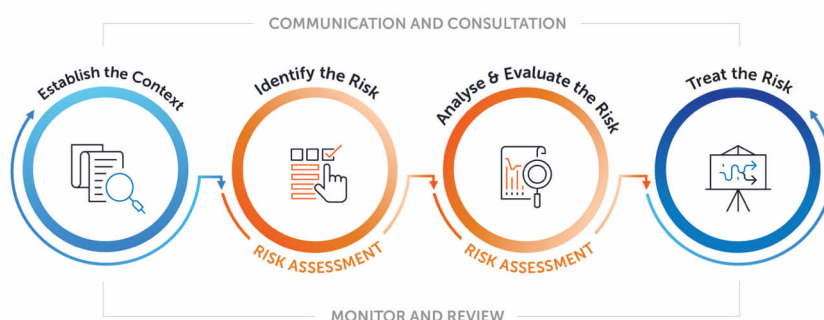 COMMUNICATION AND CONSULTATION
Establish the Context
Identify the Risk
Analyse & Evaluate the Risk
Treat the Risk
RISK ASSESSMENT
RISK ASSESSMENT
MONITOR AND REVIEW